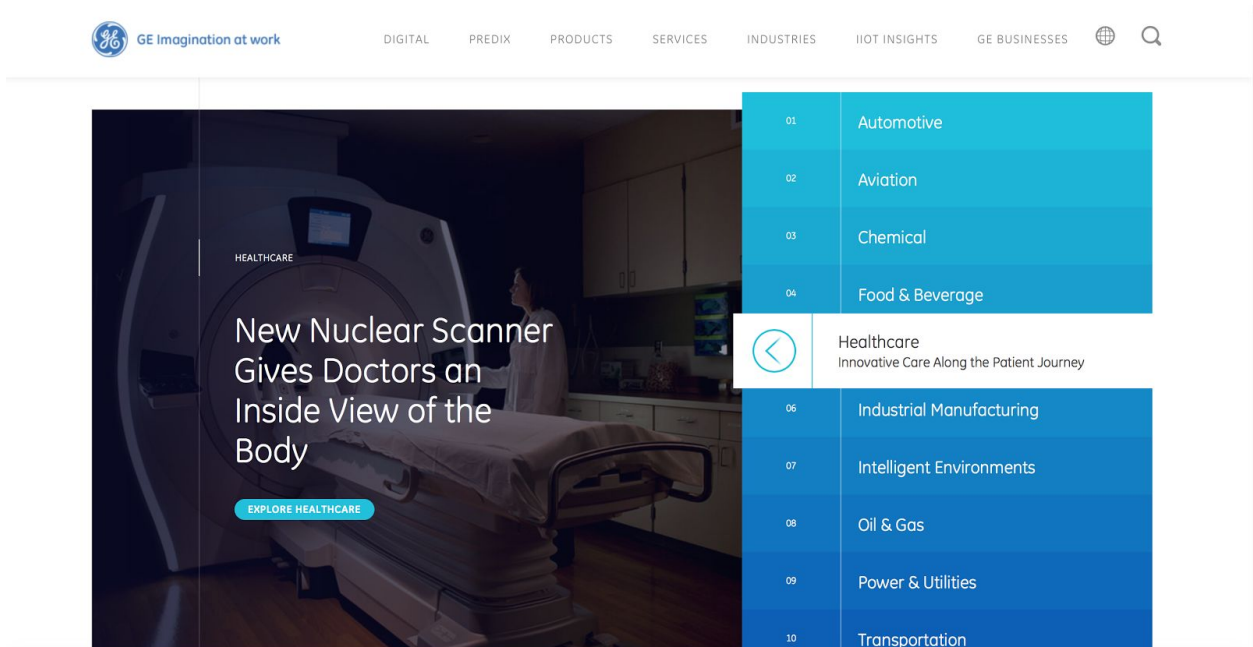 GE Imagination at work
DIGITAL PREDIX PRODUCTS SERVICES INDUSTRIES IIOT INSIGHTS GE BUSINESSES
HEALTHCARE
New Nuclear Scanner
Gives Doctors an
Inside View of the
Body
EXPLORE HEALTHCARE
01 Automotive
02 Aviation
03 Chemical
04 Food & Beverage
Healthcare
Innovative Care Along the Patient Journey
06 Industrial Manufacturing
07 Intelligent Environments
08 Oil & Gas
09 Power & Utilities
10 Transportation